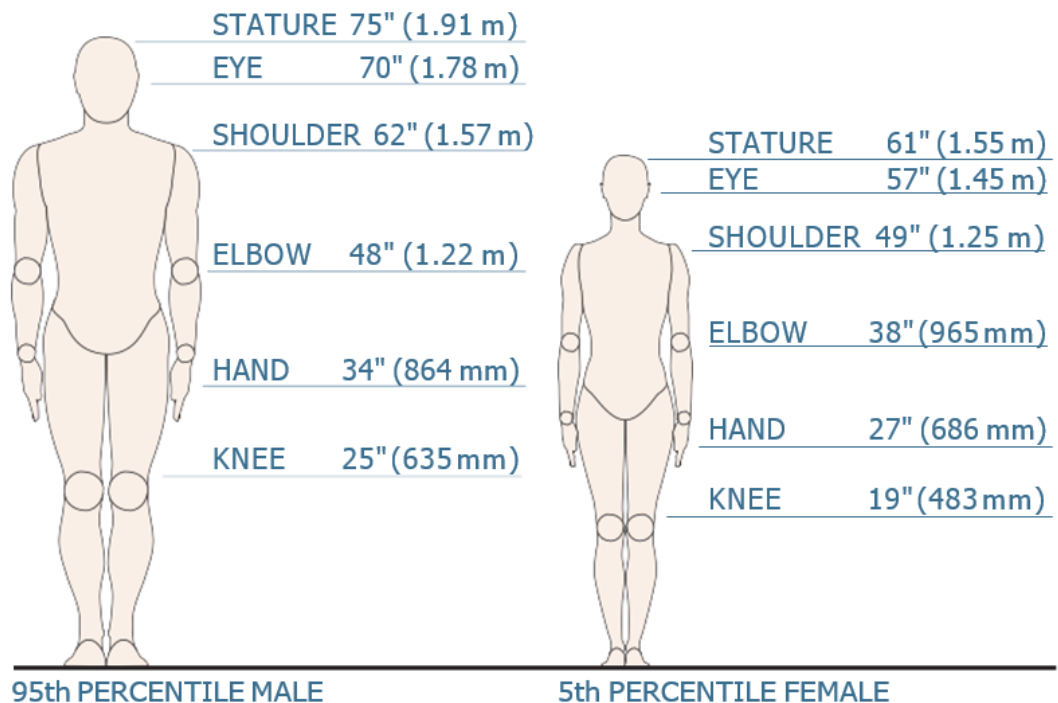 STATURE 75" (1.91 m)
EYE 70" (1.78 m)
SHOULDER 62" (1.57 m)
ELBOW 48" (1.22 m)
HAND 34" (864 mm)
KNEE 25" (635 mm)
95th PERCENTILE MALE
STATURE 61" (1.55 m)
EYE 57" (1.45 m)
SHOULDER 49" (1.25 m)
ELBOW 38" (965 mm)
HAND 27" (686 mm)
KNEE 19" (483 mm)
5th PERCENTILE FEMALE